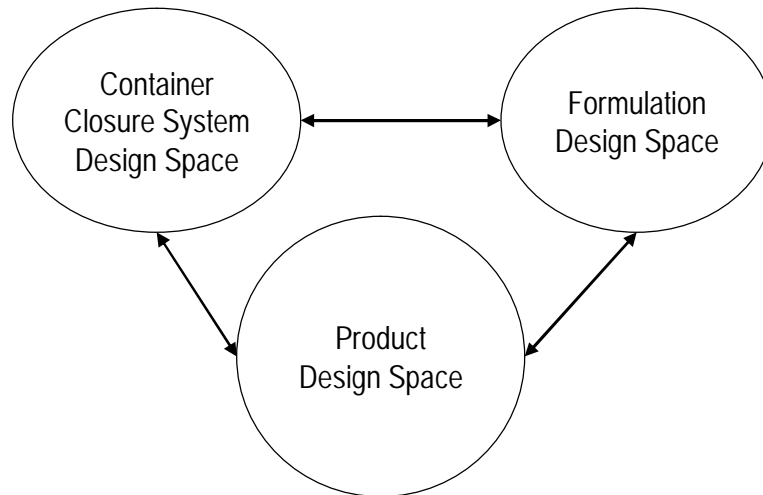 Container
Closure System
Design Space
Formulation
Design Space
Product
Design Space